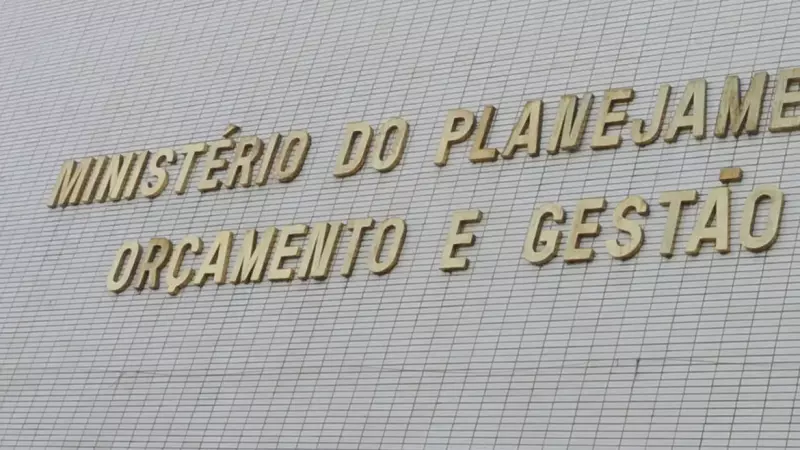 MINISTÉRIO DO PLANEJAME
ORÇAMENTO E GESTÃO